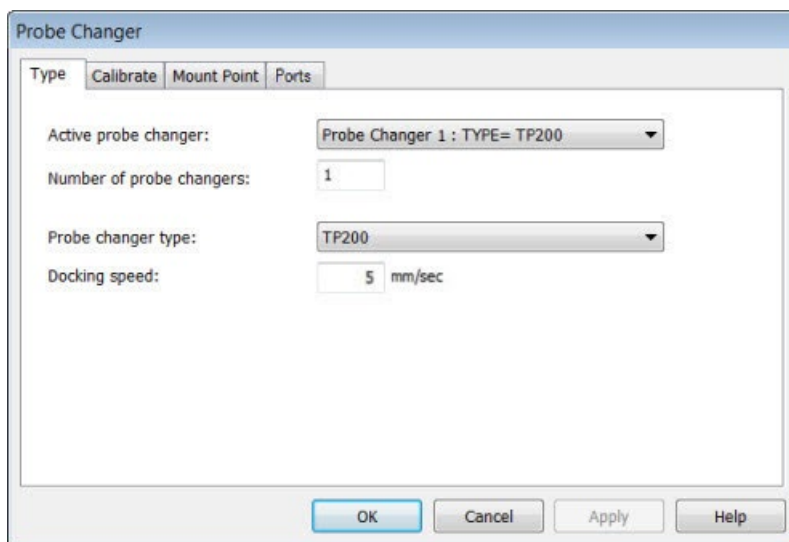 Probe Changer
Type Calibrate Mount Point Ports
Active probe changer: Probe Changer 1 : TYPE= TP200
Number of probe changers: 1
Probe changer type: TP200
Docking speed: 5 mm/sec
OK Cancel Apply Help